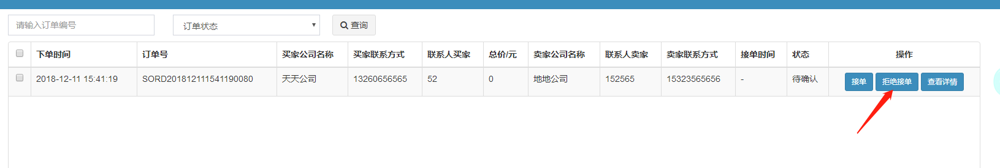 请输入订单编号 订单状态 查询
下单时间 订单号 买家公司名称 买家联系方式 联系人买家 总价/元 卖家公司名称 联系人卖家 卖家联系方式 接单时间 状态 操作
2018-12-11 15:41:19 SORD201812111541190080 天天公司 13260656565 52 0 地地公司 152565 15323565656 - 待确认 接单 拒绝接单 查看详情